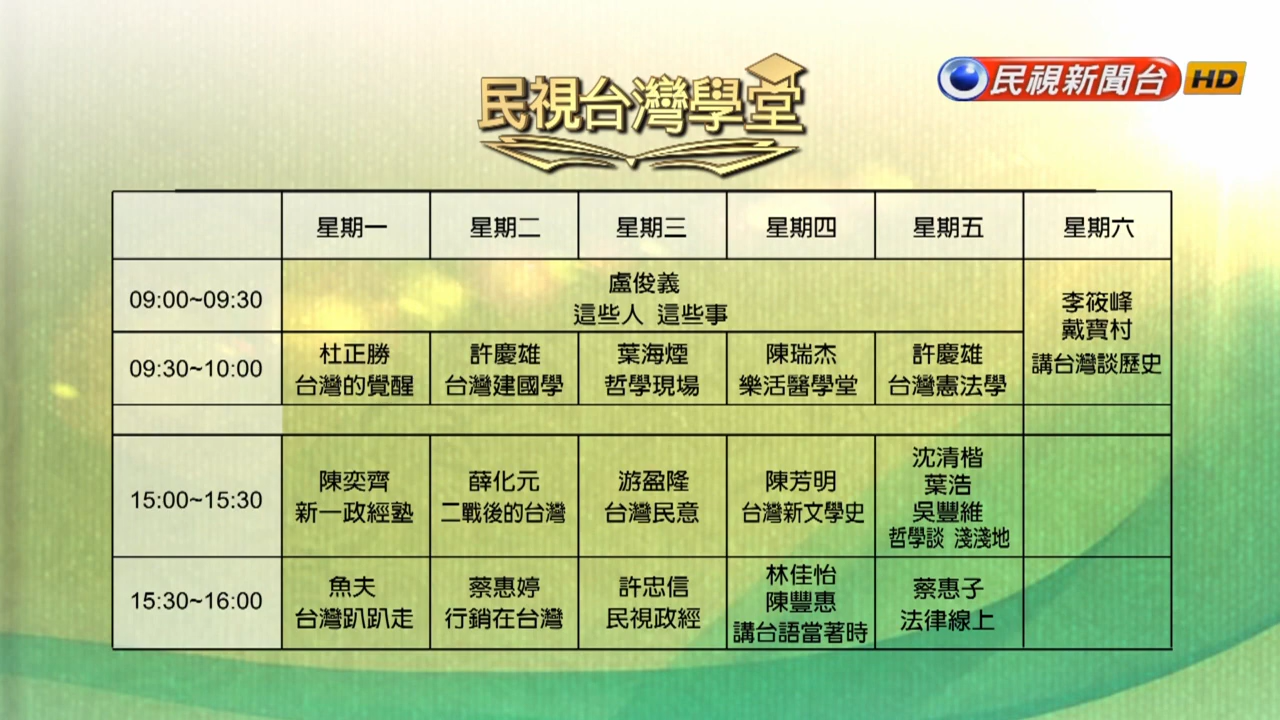 民視台灣學堂
民視新聞台 HD
星期一 星期二 星期三 星期四 星期五 星期六
09:00~09:30
盧俊義
這些人 這些事
李筱峰
戴寶村
講台灣談歷史
09:30~10:00
杜正勝
台灣的覺醒
許慶雄
台灣建國學
葉海煙
哲學現場
陳瑞杰
樂活醫學堂
許慶雄
台灣憲法學
15:00~15:30
陳奕齊
新一政經塾
薛化元
二戰後的台灣
游盈隆
台灣民意
陳芳明
台灣新文學史
沈清楷
葉浩
吳豐維
哲學談 淺淺地
15:30~16:00
魚夫
台灣趴趴走
蔡惠婷
行銷在台灣
許忠信
民視政經
林佳怡
陳豐惠
講台語當著時
蔡惠子
法律線上